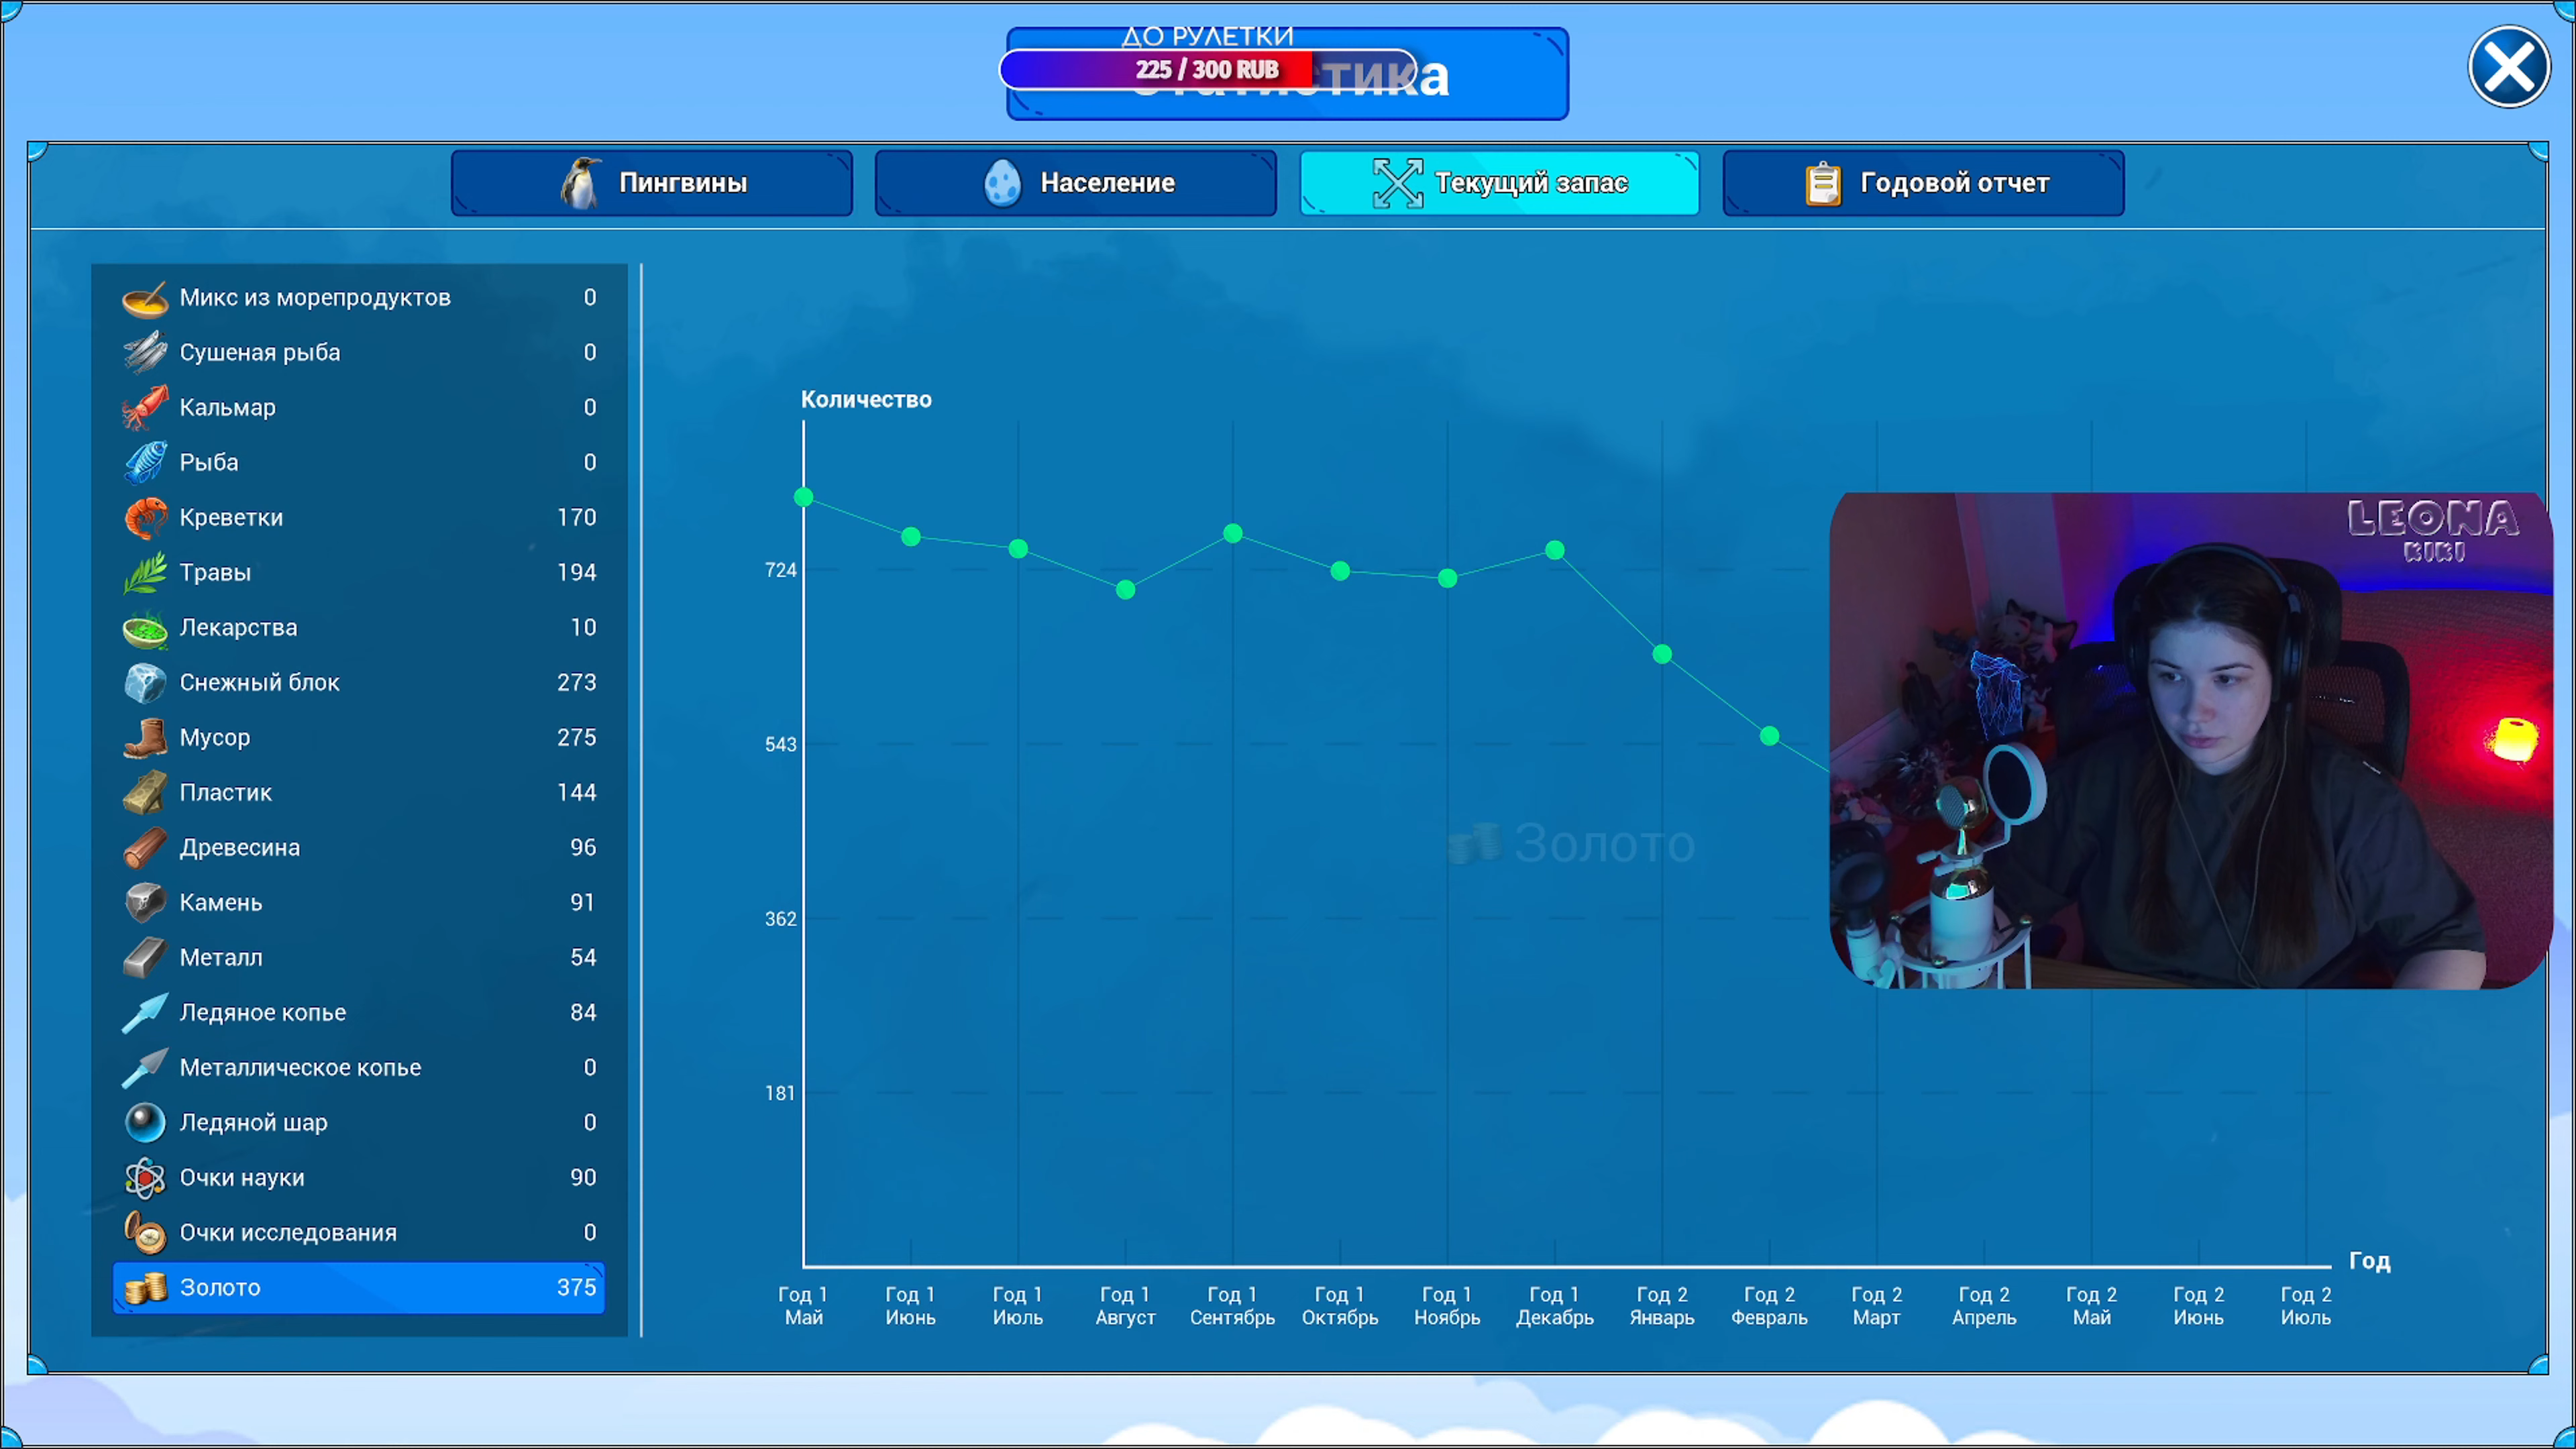 ДО РУЛЕТКИ
225 / 300 RUB
Пингвины
Население
Текущий запас
Годовой отчет
Микс из морепродуктов 0
Сушеная рыба 0
Кальмар 0
Рыба 0
Креветки 170
Травы 194
Лекарства 10
Снежный блок 273
Мусор 275
Пластик 144
Древесина 96
Камень 91
Металл 54
Ледяное копье 84
Металлическое копье 0
Ледяной шар 0
Очки науки 90
Очки исследования 0
Золото 375
Количество
724
543
362
181
Золото
LEONA
KIKI
Год
Год 1 Год 1 Год 1 Год 1 Год 1 Год 1 Год 1 Год 1 Год 2 Год 2 Год 2 Год 2 Год 2 Год 2 Год 2
Май Июнь Июль Август Сентябрь Октябрь Ноябрь Декабрь Январь Февраль Март Апрель Май Июнь Июль